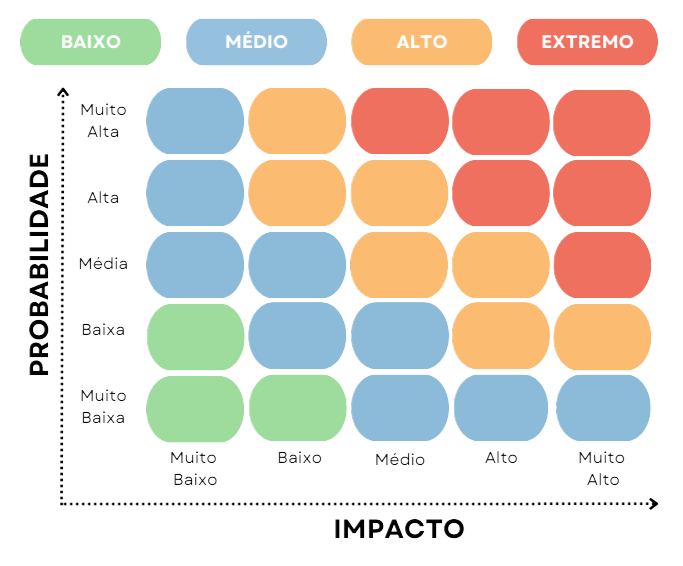 BAIXO
MÉDIO
ALTO
EXTREMO
PROBABILIDADE
Muito
Alta
Alta
Média
Baixa
Muito
Baixa
Muito
Baixo
Baixo
Médio
Alto
Muito
Alto
IMPACTO